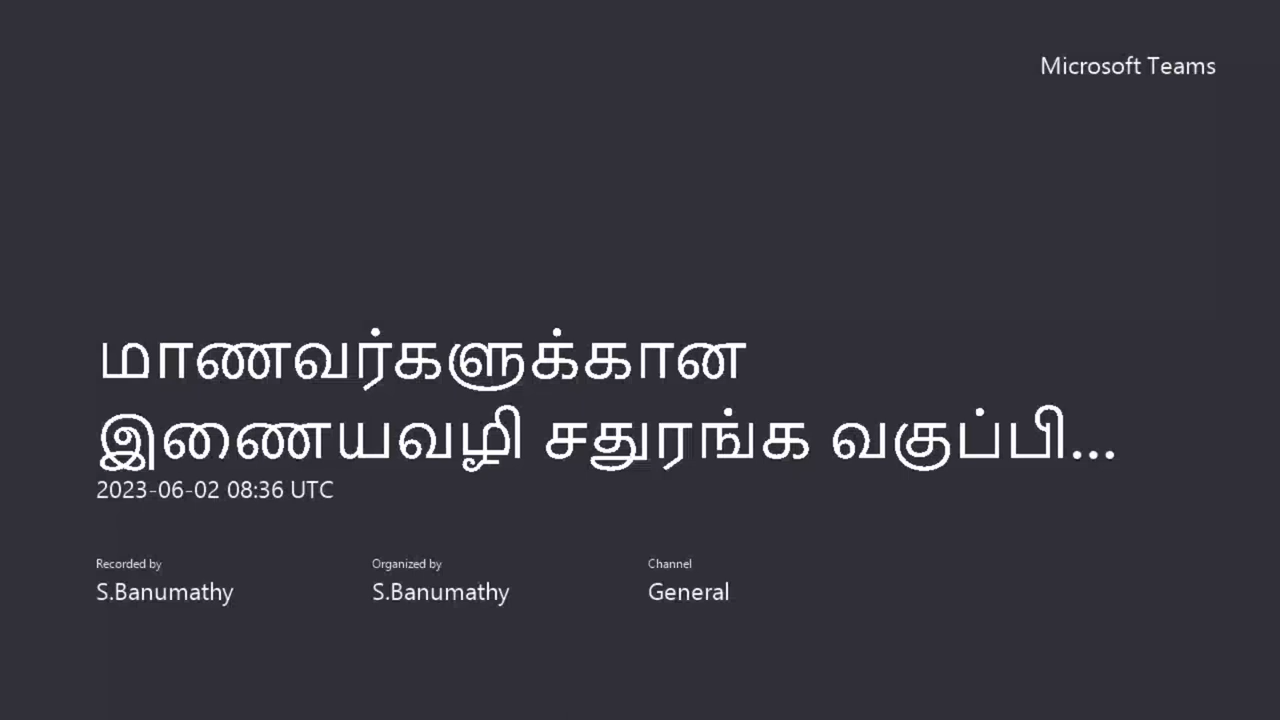 Microsoft Teams
மாணவர்களுக்கான
இணையவழி சதுரங்க வகுப்பி...
2023-06-02 08:36 UTC
Recorded by Organized by Channel
S.Banumathy S.Banumathy General